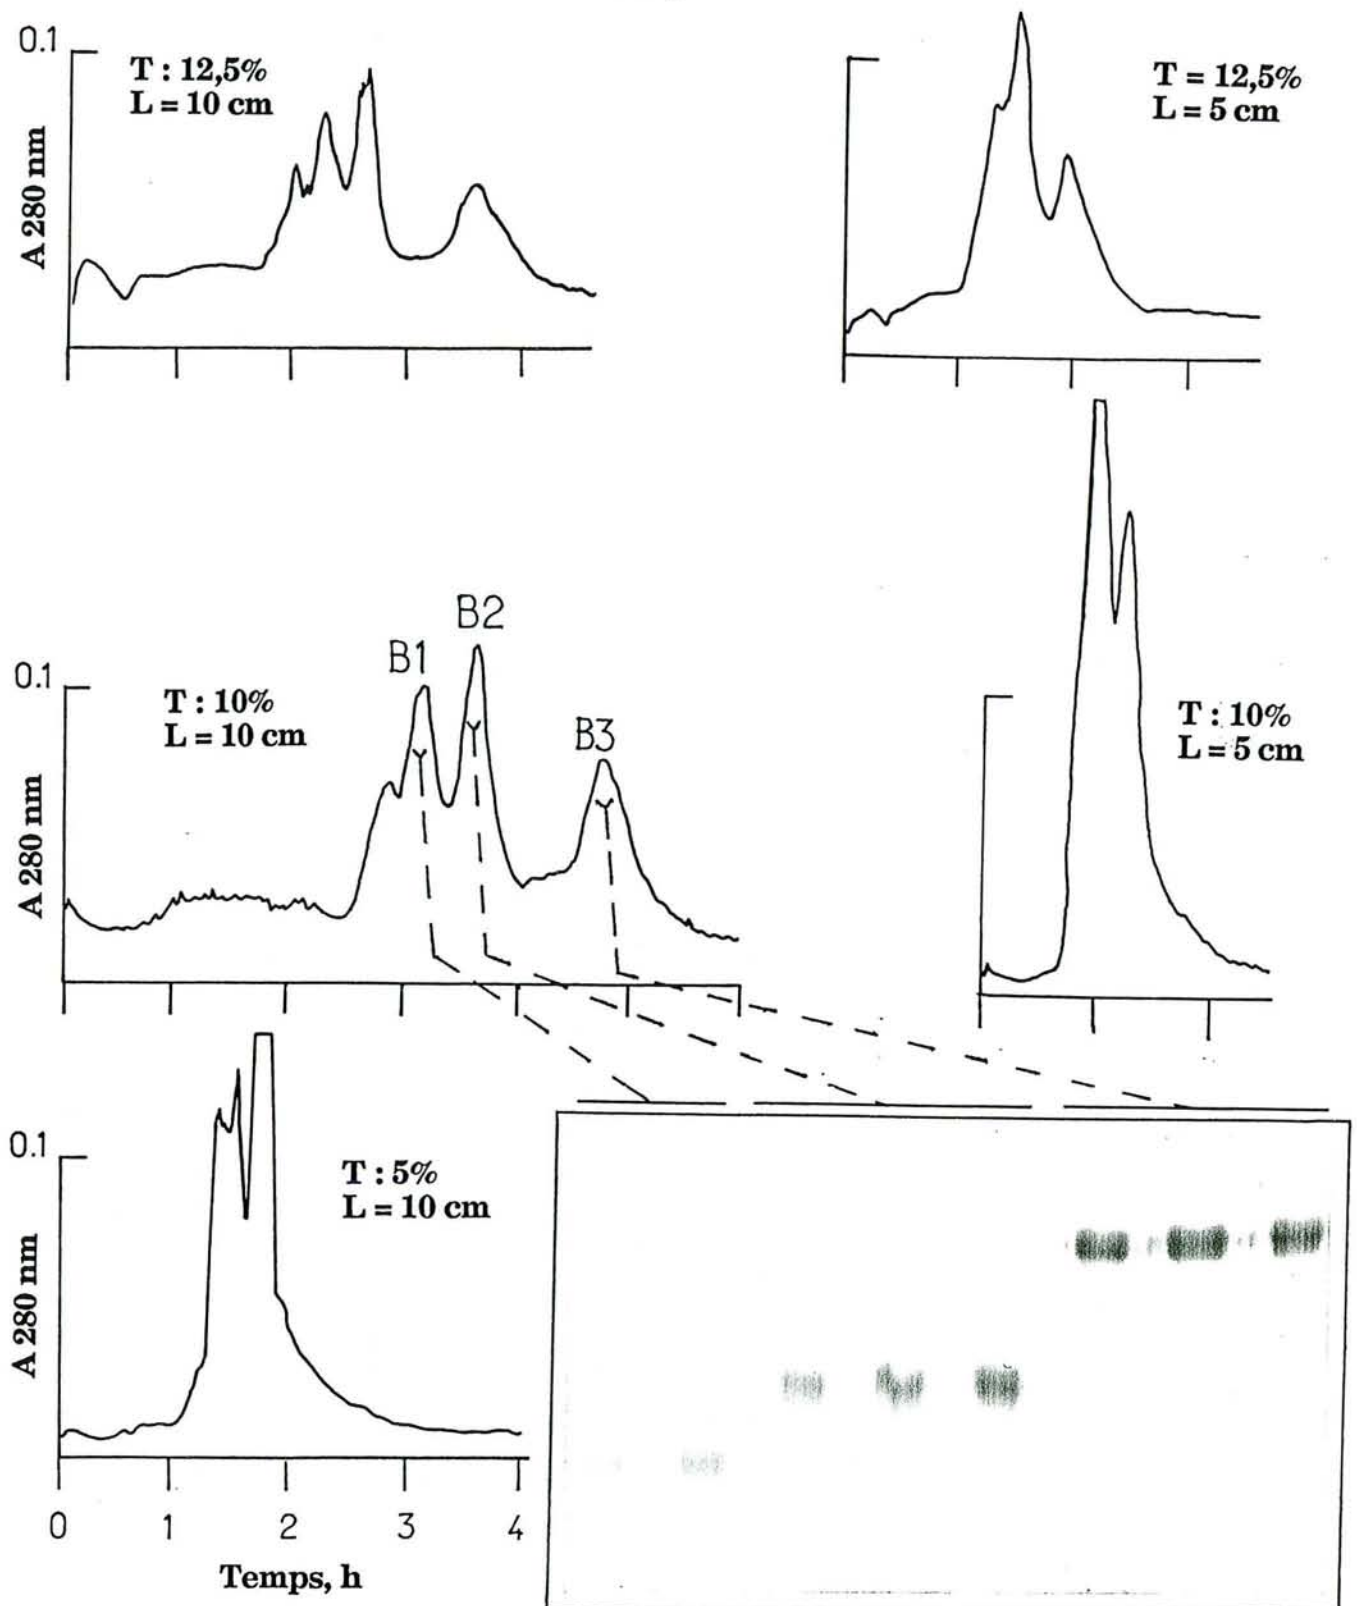 0.1
T : 12,5%
L = 10 cm
A 280 nm
T = 12,5%
L = 5 cm
B1
B2
B3
0.1
T : 10%
L = 10 cm
A 280 nm
T : 10%
L = 5 cm
0.1
T : 5%
L = 10 cm
A 280 nm
0 1 2 3 4
Temps, h